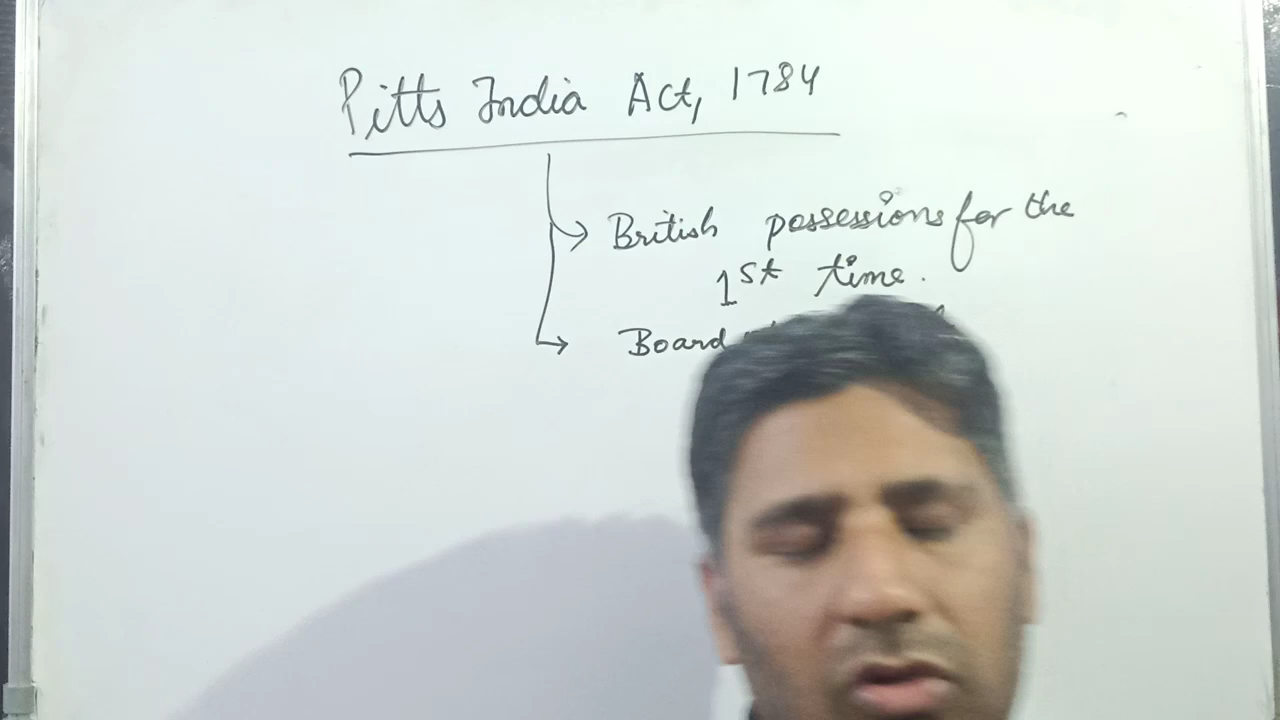 Pitts India Act, 1784
British possessions for the
1st time.
Board